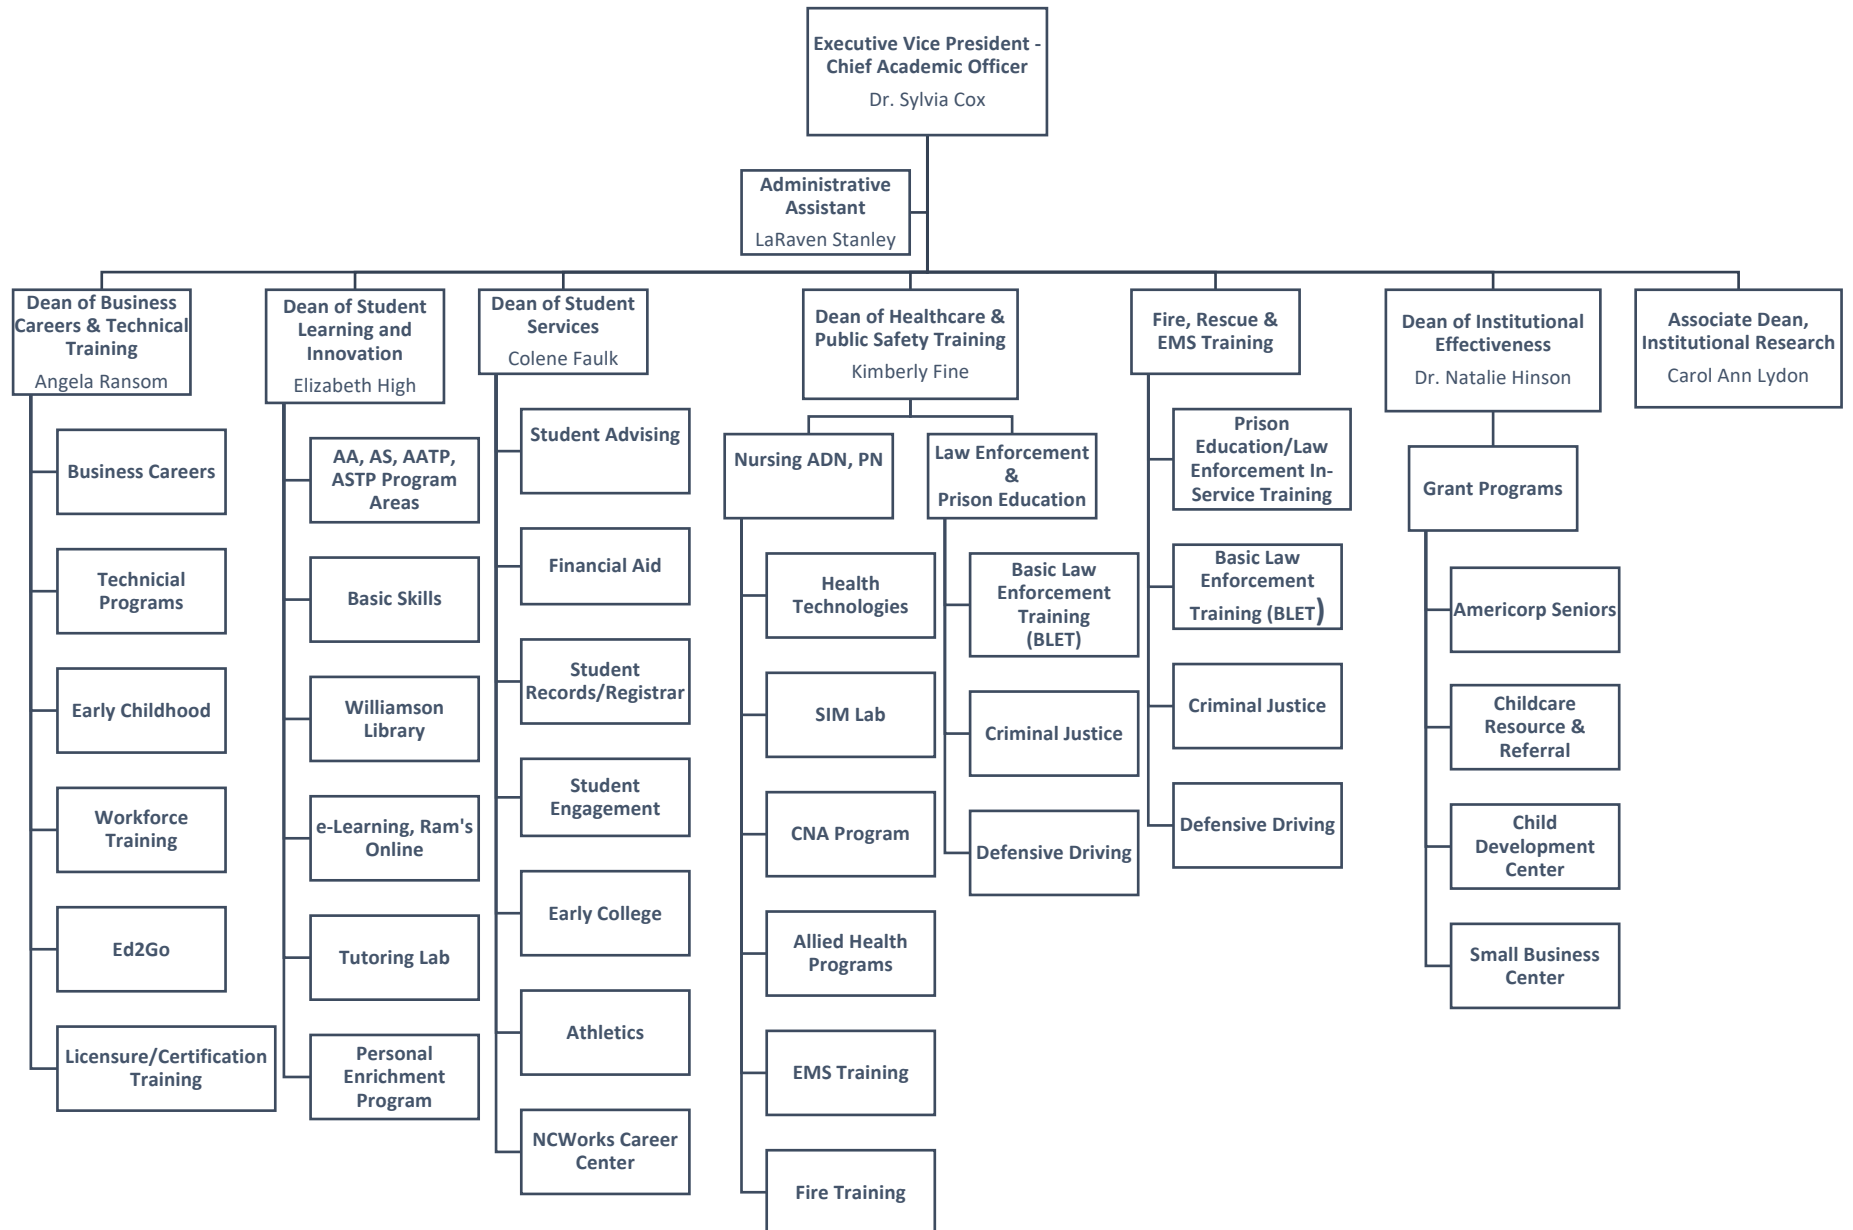 Executive Vice President -
Chief Academic Officer
Dr. Sylvia Cox
Administrative
Assistant
LaRaven Stanley
Dean of Business
Careers & Technical
Training
Angela Ransom
Business Careers
Technicial
Programs
Early Childhood
Workforce
Training
Ed2Go
Licensure/Certification
Training
Dean of Student
Learning and
Innovation
Elizabeth High
AA, AS, AATP,
ASTP Program
Areas
Basic Skills
Williamson
Library
e-Learning, Ram's
Online
Tutoring Lab
Personal
Enrichment
Program
Dean of Student
Services
Colene Faulk
Student Advising
Financial Aid
Student
Records/Registrar
Student
Engagement
Early College
Athletics
NCWorks Career
Center
Dean of Healthcare &
Public Safety Training
Kimberly Fine
Nursing ADN, PN
Health
Technologies
SIM Lab
CNA Program
Allied Health
Programs
EMS Training
Fire Training
Law Enforcement
&
Prison Education
Basic Law
Enforcement
Training
(BLET)
Criminal Justice
Defensive Driving
Fire, Rescue &
EMS Training
Prison
Education/Law
Enforcement In-
Service Training
Basic Law
Enforcement
Training (BLET)
Criminal Justice
Defensive Driving
Dean of Institutional
Effectiveness
Dr. Natalie Hinson
Grant Programs
Americorp Seniors
Childcare
Resource &
Referral
Child
Development
Center
Small Business
Center
Associate Dean,
Institutional Research
Carol Ann Lydon